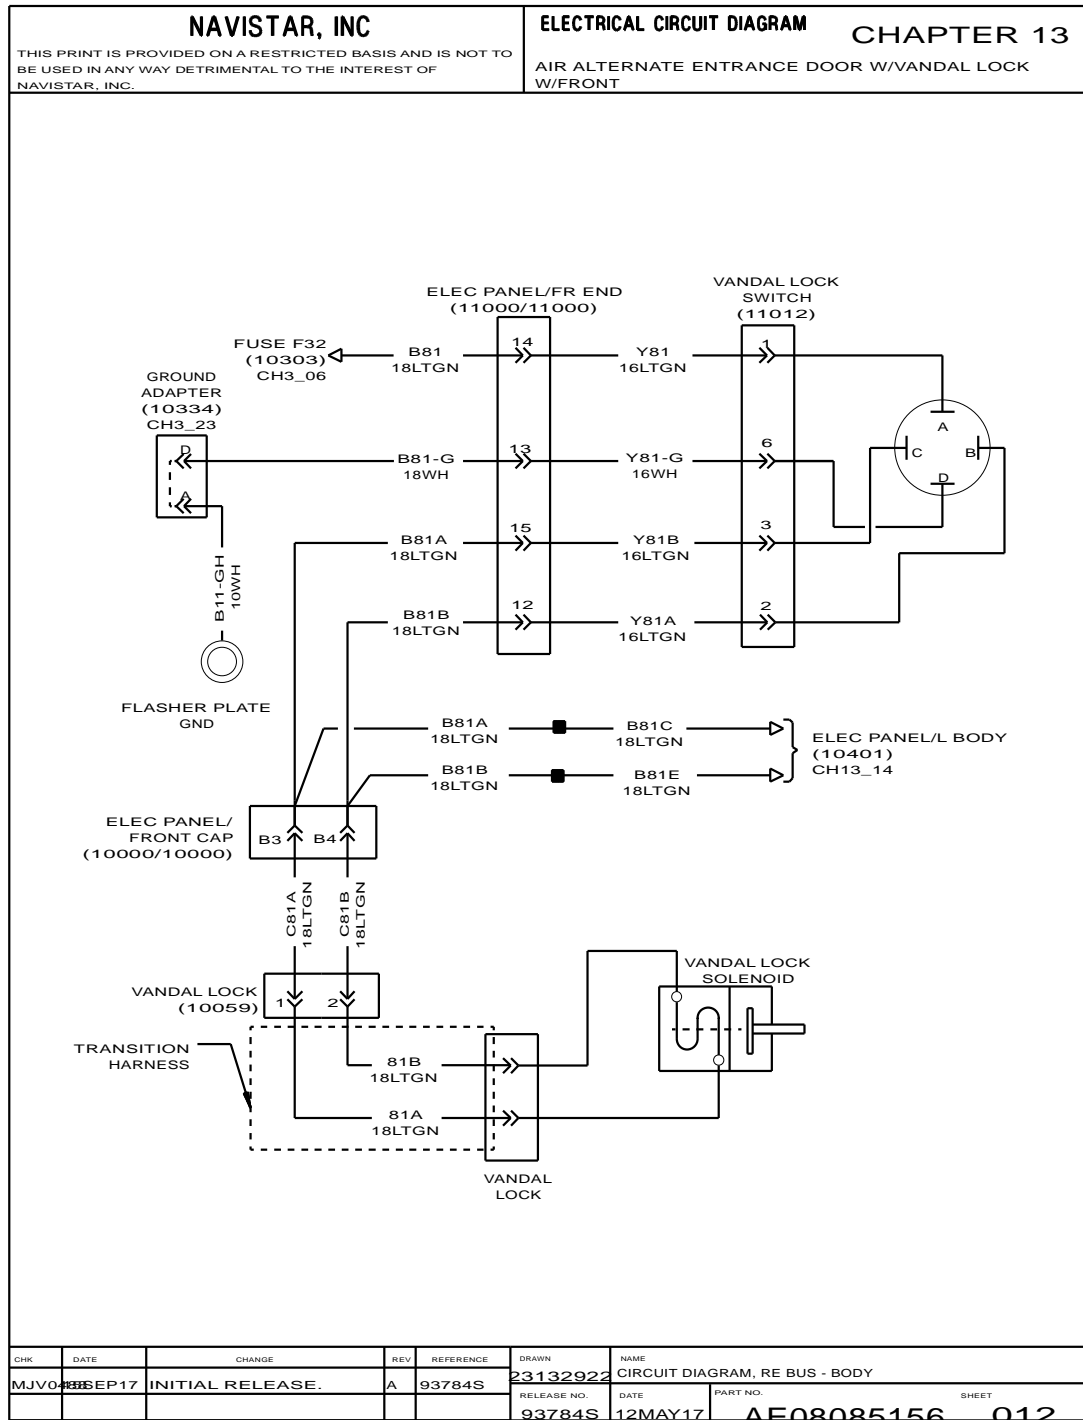 NAVISTAR, INC
THIS PRINT IS PROVIDED ON A RESTRICTED BASIS AND IS NOT TO
BE USED IN ANY WAY DETRIMENTAL TO THE INTEREST OF
NAVISTAR, INC.
ELECTRICAL CIRCUIT DIAGRAM
CHAPTER 13
AIR ALTERNATE ENTRANCE DOOR W/VANDAL LOCK
W/FRONT
ELEC PANEL/FR END
(11000/11000)
VANDAL LOCK
SWITCH
(11012)
FUSE F32
(10303)
CH3_06
B81
18LTGN
14
Y81
16LTGN
1
GROUND
ADAPTER
(10334)
CH3_23
D
A
B81-G
18WH
13
Y81-G
16WH
6
A
C
B
D
B81A
18LTGN
15
Y81B
16LTGN
3
B11-GH
10WH
B81B
18LTGN
12
Y81A
16LTGN
2
FLASHER PLATE
GND
B81A
18LTGN
B81C
18LTGN
B81B
18LTGN
B81E
18LTGN
ELEC PANEL/L BODY
(10401)
CH13_14
ELEC PANEL/
FRONT CAP
(10000/10000)
B3
B4
C81A
18LTGN
C81B
18LTGN
VANDAL LOCK
(10059)
1
2
VANDAL LOCK
SOLENOID
TRANSITION
HARNESS
81B
18LTGN
81A
18LTGN
VANDAL
LOCK
CHK
DATE
CHANGE
REV
REFERENCE
DRAWN
NAME
SEP17
INITIAL RELEASE.
A
93784S
23132922
CIRCUIT DIAGRAM, RE BUS - BODY
RELEASE NO.
DATE
PART NO.
SHEET
93784S
12MAY17
AE08085156
012